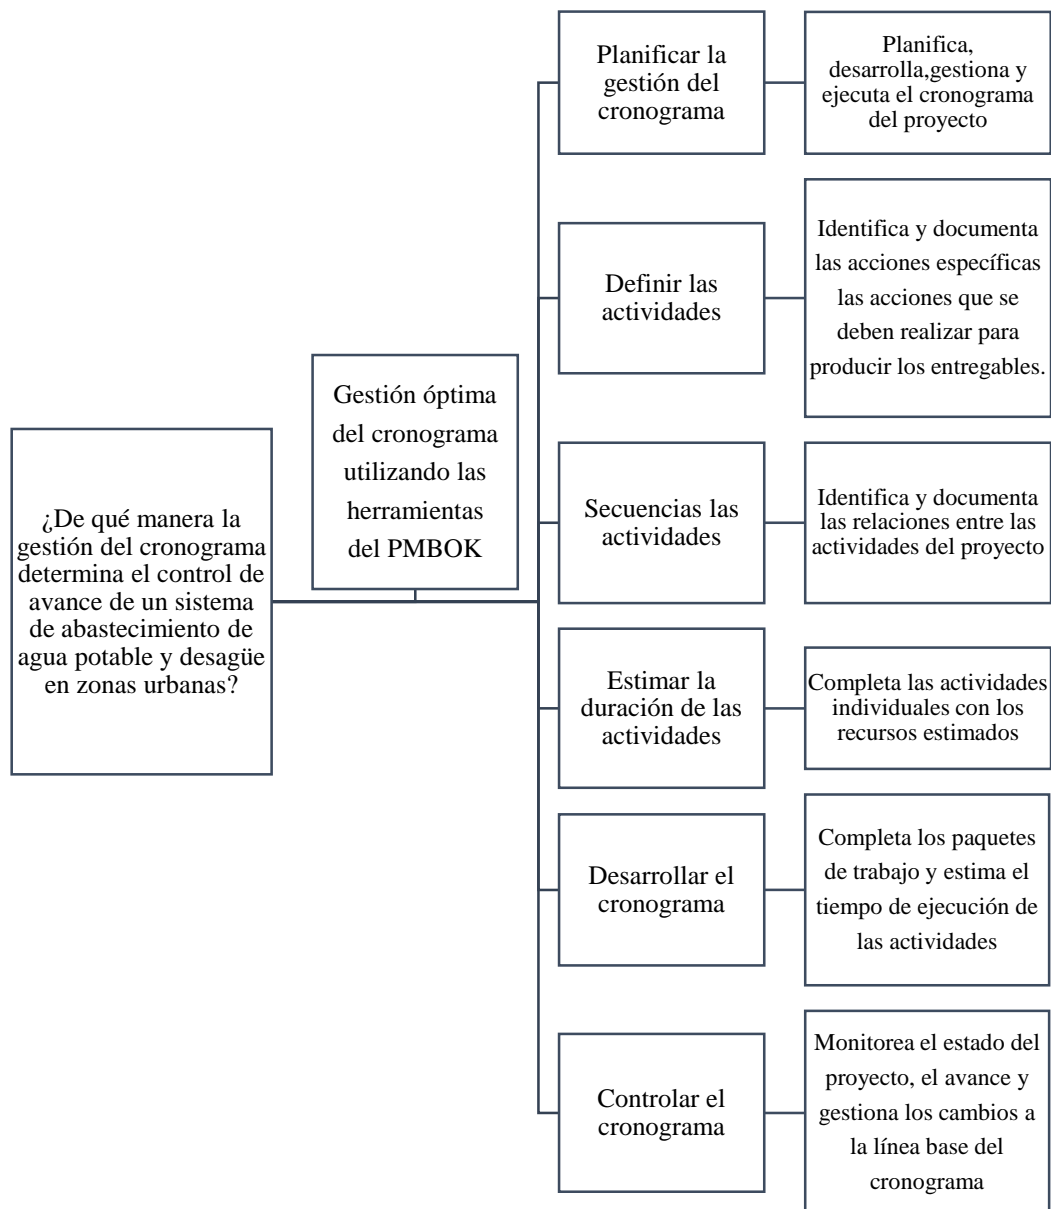 ¿De qué manera la
gestión del cronograma
determina el control de
avance de un sistema
de abastecimiento de
agua potable y desagüe
en zonas urbanas?
Gestión óptima
del cronograma
utilizando las
herramientas
del PMBOK
Planificar la
gestión del
cronograma
Planifica,
desarrolla,gestiona y
ejecuta el cronograma
del proyecto
Definir las
actividades
Identifica y documenta
las acciones específicas
las acciones que se
deben realizar para
producir los entregables.
Secuencias las
actividades
Identifica y documenta
las relaciones entre las
actividades del proyecto
Estimar la
duración de las
actividades
Completa las actividades
individuales con los
recursos estimados
Desarrollar el
cronograma
Completa los paquetes
de trabajo y estima el
tiempo de ejecución de
las actividades
Controlar el
cronograma
Monitorea el estado del
proyecto, el avance y
gestiona los cambios a
la línea base del
cronograma